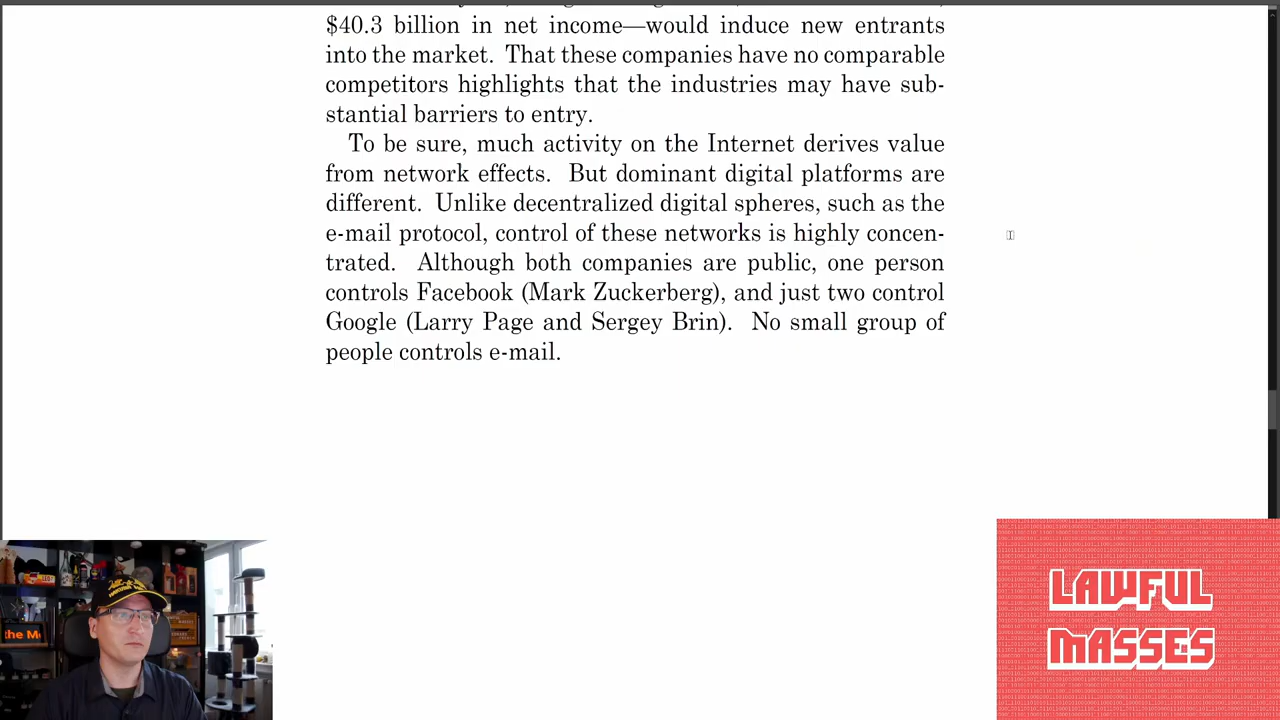 $40.3 billion in net income—would induce new entrants
into the market. That these companies have no comparable
competitors highlights that the industries may have sub-
stantial barriers to entry.
To be sure, much activity on the Internet derives value
from network effects. But dominant digital platforms are
different. Unlike decentralized digital spheres, such as the
e-mail protocol, control of these networks is highly concen-
trated. Although both companies are public, one person
controls Facebook (Mark Zuckerberg), and just two control
Google (Larry Page and Sergey Brin). No small group of
people controls e-mail.
the M
LAWFUL
MASSES